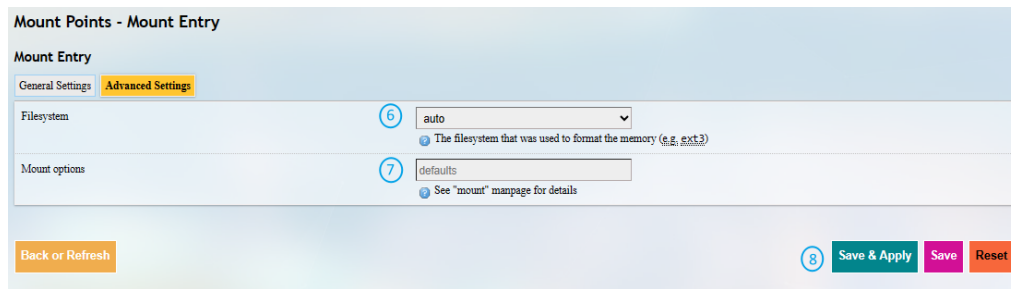 Mount Points - Mount Entry
Mount Entry
General Settings Advanced Settings
Filesystem 6 auto
The filesystem that was used to format the memory (e.g. ext3)
Mount options 7 defaults
See "mount" manpage for details
Back or Refresh 8 Save & Apply Save Reset